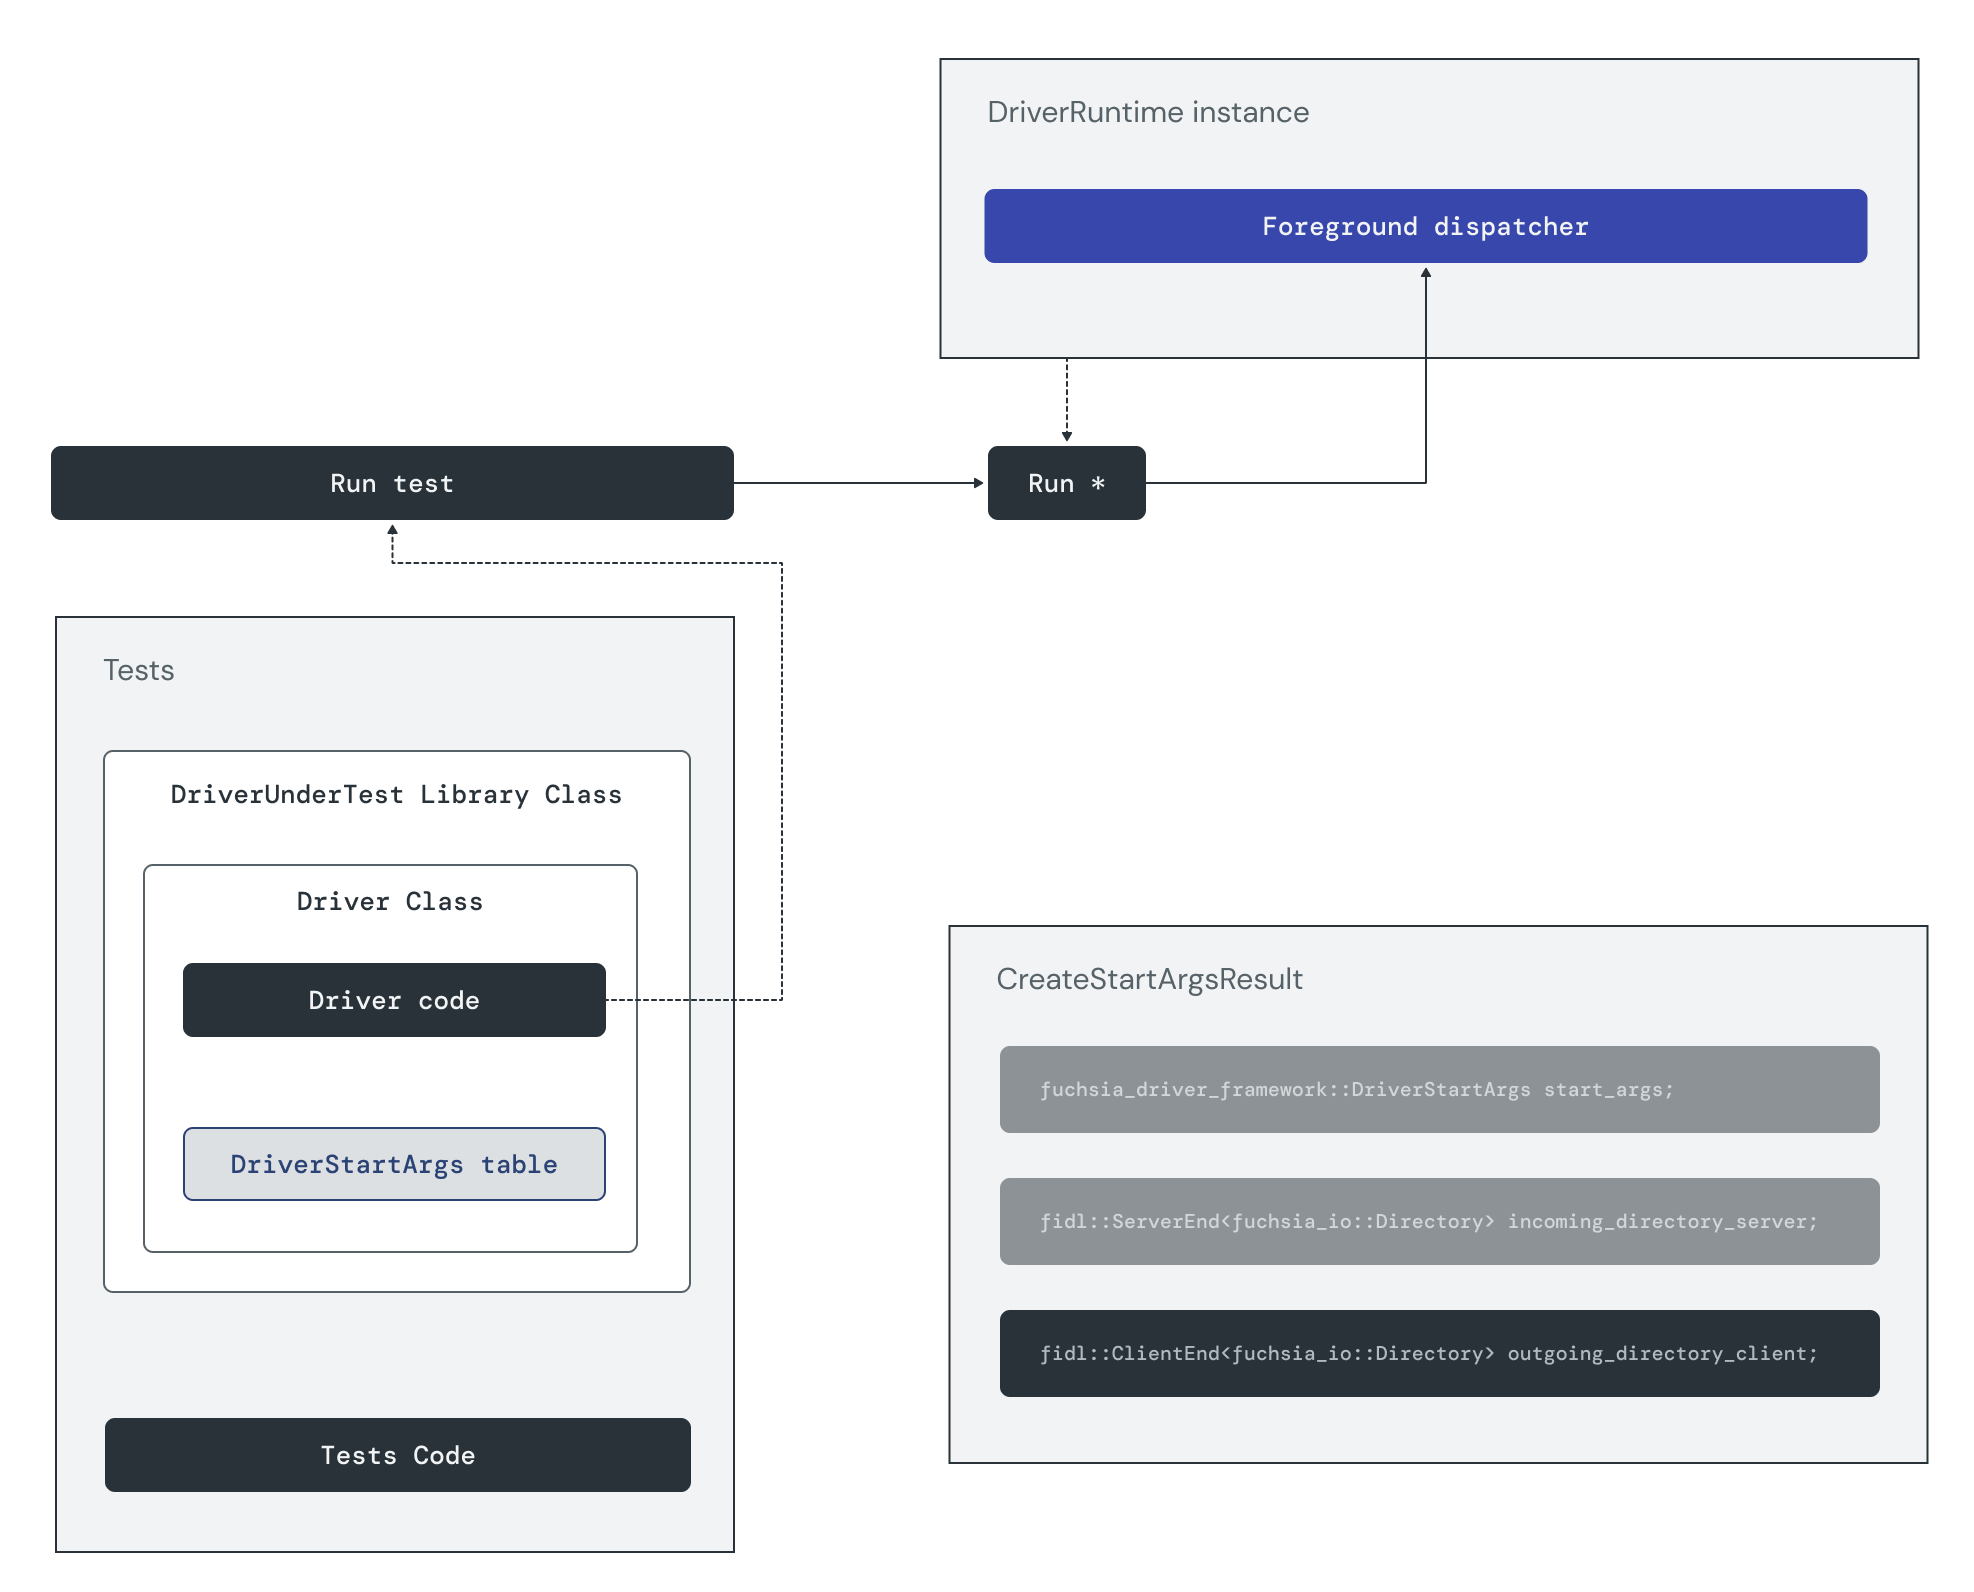 DriverRuntime instance
Foreground dispatcher
Run test
Run *
Tests
DriverUnderTest Library Class
Driver Class
Driver code
DriverStartArgs table
Tests Code
CreateStartArgsResult
fuchsia_driver_framework::DriverStartArgs start_args;
fidl::ServerEnd<fuchsia_io::Directory> incoming_directory_server;
fidl::ClientEnd<fuchsia_io::Directory> outgoing_directory_client;